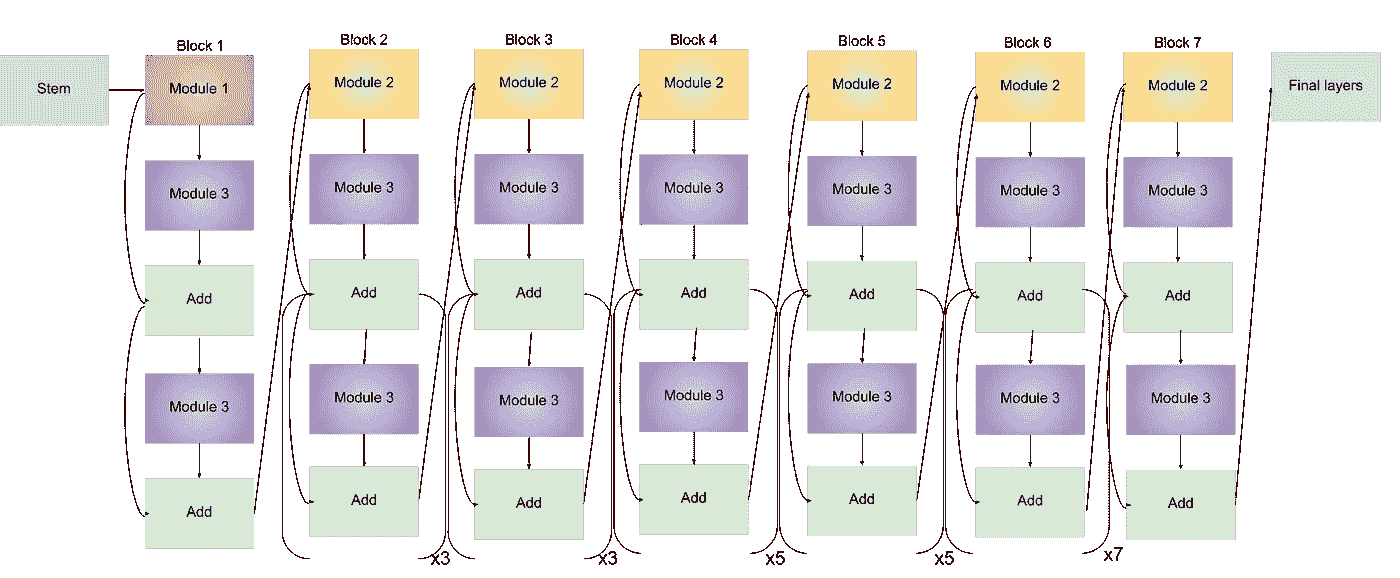 Block 1
Block 2
Block 3
Block 4
Block 5
Block 6
Block 7
Stem
Module 1
Module 2
Module 2
Module 2
Module 2
Module 2
Module 2
Final layers
Module 3
Module 3
Module 3
Module 3
Module 3
Module 3
Module 3
Add
Add
Add
Add
Add
Add
Add
Module 3
Module 3
Module 3
Module 3
Module 3
Module 3
Module 3
Add
Add
Add
Add
Add
Add
Add
x3
x3
x5
x5
x7